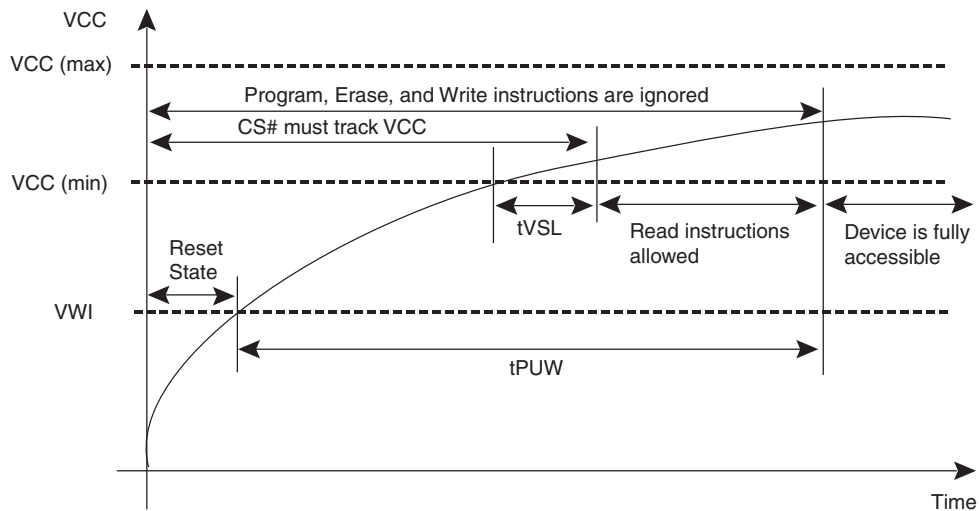 VCC
VCC (max)
Program, Erase, and Write instructions are ignored
CS# must track VCC
VCC (min)
tVSL
Read instructions
allowed
Device is fully
accessible
Reset
State
VWI
tPUW
Time